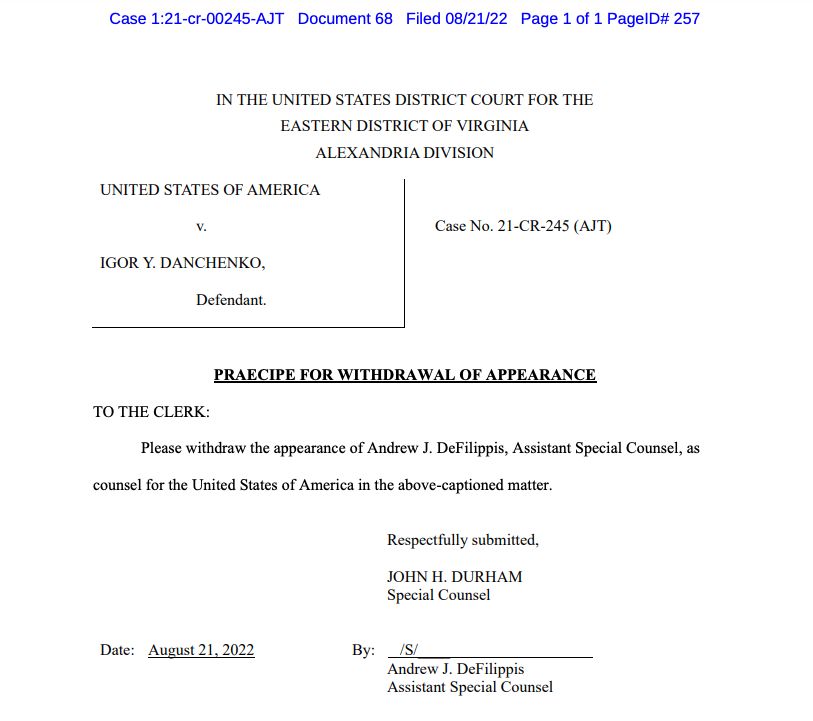 Case 1:21-cr-00245-AJT Document 68 Filed 08/21/22 Page 1 of 1 PageID# 257
IN THE UNITED STATES DISTRICT COURT FOR THE
EASTERN DISTRICT OF VIRGINIA
ALEXANDRIA DIVISION
UNITED STATES OF AMERICA
v.
Case No. 21-CR-245 (AJT)
IGOR Y. DANCHENKO,
Defendant.
PRAECIPE FOR WITHDRAWAL OF APPEARANCE
TO THE CLERK:
Please withdraw the appearance of Andrew J. DeFilippis, Assistant Special Counsel, as
counsel for the United States of America in the above-captioned matter.
Respectfully submitted,
JOHN H. DURHAM
Special Counsel
Date: August 21, 2022 By: /S/
Andrew J. DeFilippis
Assistant Special Counsel